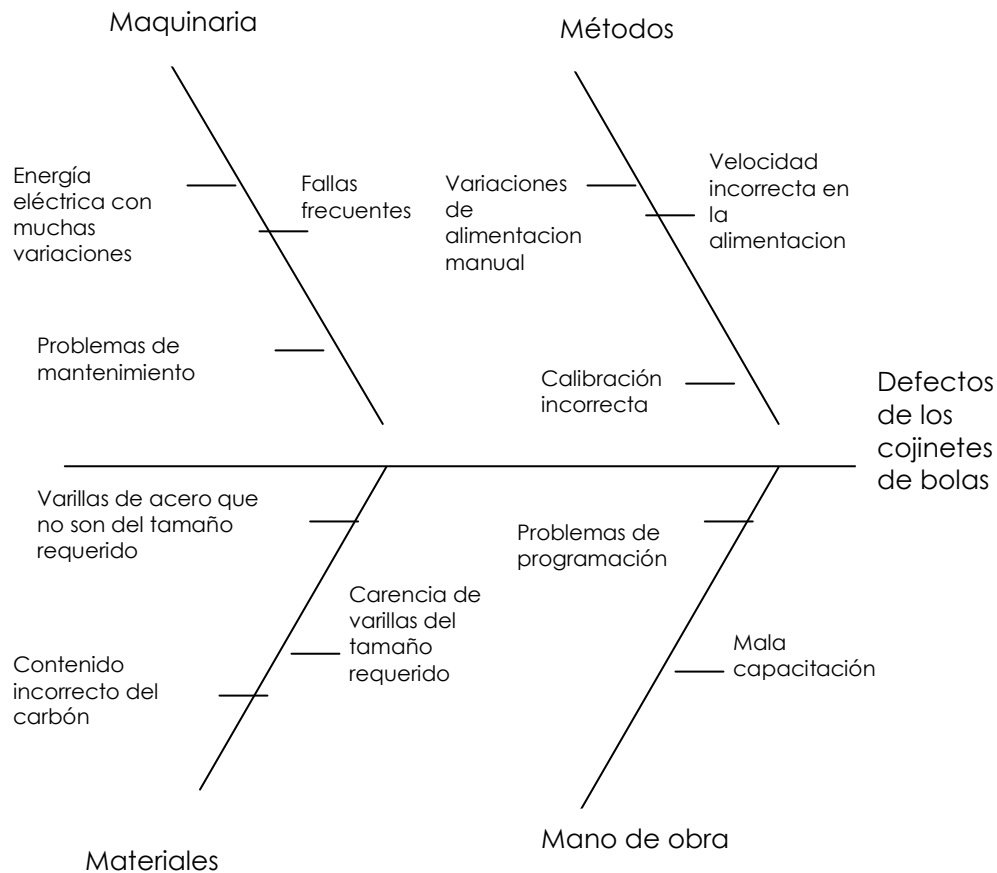 Maquinaria
Métodos
Energía
eléctrica con
muchas
variaciones
Fallas
frecuentes
Variaciones
de
alimentacion
manual
Velocidad
incorrecta en
la
alimentacion
Problemas de
mantenimiento
Calibración
incorrecta
Defectos
de los
cojinetes
de bolas
Varillas de acero que
no son del tamaño
requerido
Problemas de
programación
Carencia de
varillas del
tamaño
requerido
Contenido
incorrecto del
carbón
Mala
capacitación
Materiales
Mano de obra